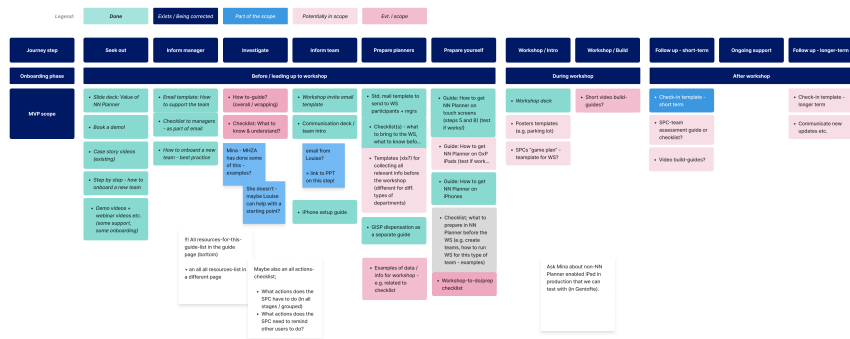 Legend:
Done
Exists / Being corrected
Part of the scope
Potentially in scope
Evt. / scope
Journey step
Seek out
Inform manager
Investigate
Inform team
Prepare planners
Prepare yourself
Workshop / Intro
Workshop / Build
Follow up - short-term
Ongoing support
Follow up - longer-term
Onboarding phase
Before / leading up to workshop
During workshop
After workshop
MVP scope
• Slide deck: Value of
NN Planner
• Book a demo!
• Case story videos
(existing)
• Step by step - how to
onboard a new team
• Demo videos +
webinar videos etc.
(some support,
some onboarding)
• Email template: How
to support the team
• Checklist to managers
- as part of email
• How to onboard a new
team - best practice
!!! All resources-for-this-
guide-list in the guide
page (bottom)
+ an all all resources-list in
a different page
• How-to-guide?
(overall / wrapping)
• Checklist: What to
know & understand?
Mina - MHZA
has done some
of this -
examples?
She doesn't -
maybe Louise
can help with a
starting point?
Maybe also an all actions-
checklist;
• What actions does the
SPC have to do (in all
stages / grouped)
• What actions does the
SPC need to remind
other users to do?
• Workshop invite email
template
• Communication deck /
team intro
email from
Louise?
+ link to PPT
on this step!
• iPhone setup guide
• Std. mail template to
send to WS
participants + mgrs
• Checklist(s) - what
to bring to the WS,
what to know befor...
• Templates (xls?) for
collecting all
relevant info before
the workshop
(different for diff.
types of
departments)
• GISP dispensation as
a separate guide
• Examples of data /
info for workshop -
e.g. related to
checklist
• Guide: How to get
NN Planner on
touch screens
(steps 5 and 8) (test
if works!)
• Guide: How to get
NN Planner on GxP
iPads (test if work...
• Guide: How to get
NN Planner on
iPhones
• Checklist: what to
prepare in NN
Planner before the
WS (e.g. create
teams, how to run
WS for this type of
team - examples)
• Workshop-to-do/prep
checklist
• Workshop deck
• Posters templates
(e.g. parking lot)
• SPCs "game plan" -
teamplate for WS?
• Short video build-
guides?
Ask Mina about non-NN
Planner enabled iPad in
production that we can
test with (in Gentofte).
• Check-in template -
short term
• SPC-team
assessment guide or
checklist?
• Video build-guides?
• Check-in template -
longer term
• Communicate new
updates etc.